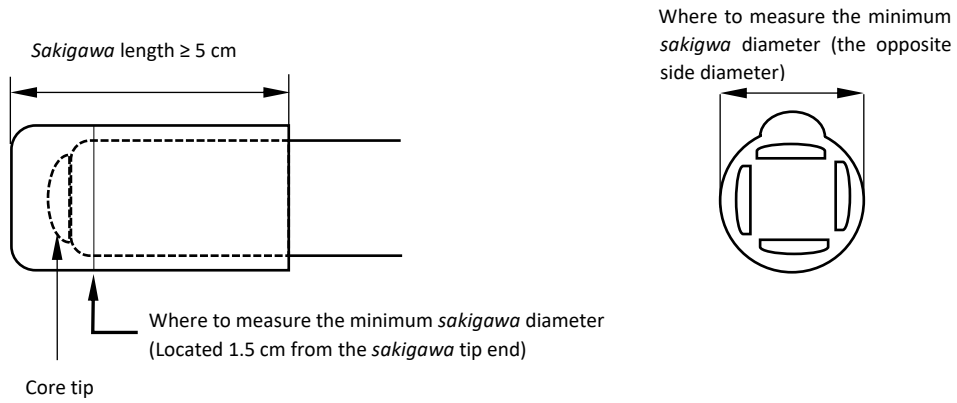 Sakigawa length ≥ 5 cm
Where to measure the minimum
sakigwa diameter (the opposite
side diameter)
Where to measure the minimum sakigawa diameter
(Located 1.5 cm from the sakigawa tip end)
Core tip